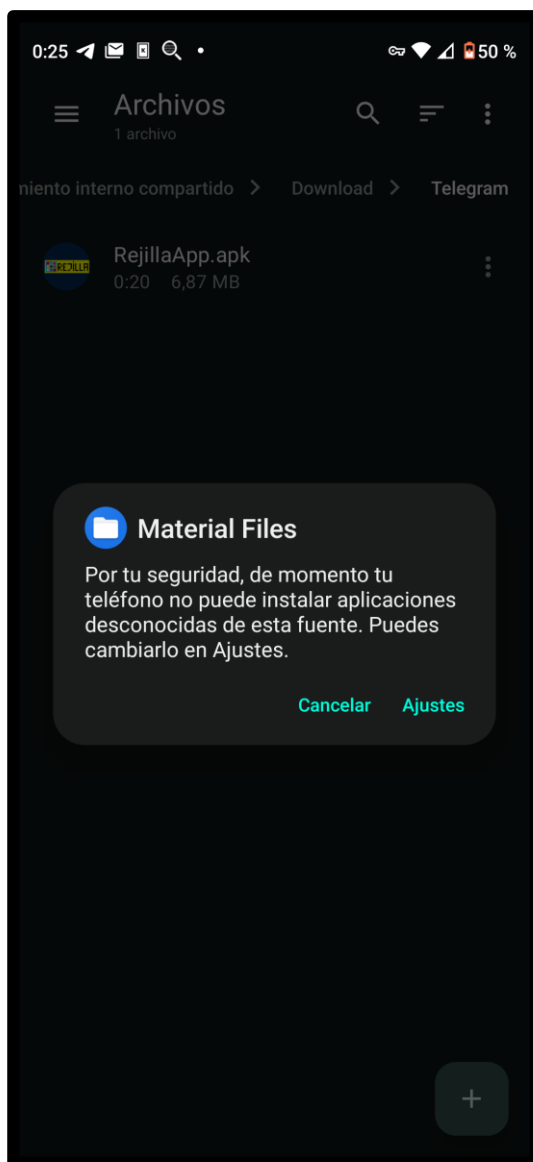 0:25 50 %
Archivos
1 archivo
miento interno compartido > Download > Telegram
REJILLA
RejillaApp.apk
0:20 6,87 MB
Material Files
Por tu seguridad, de momento tu
teléfono no puede instalar aplicaciones
desconocidas de esta fuente. Puedes
cambiarlo en Ajustes.
Cancelar Ajustes